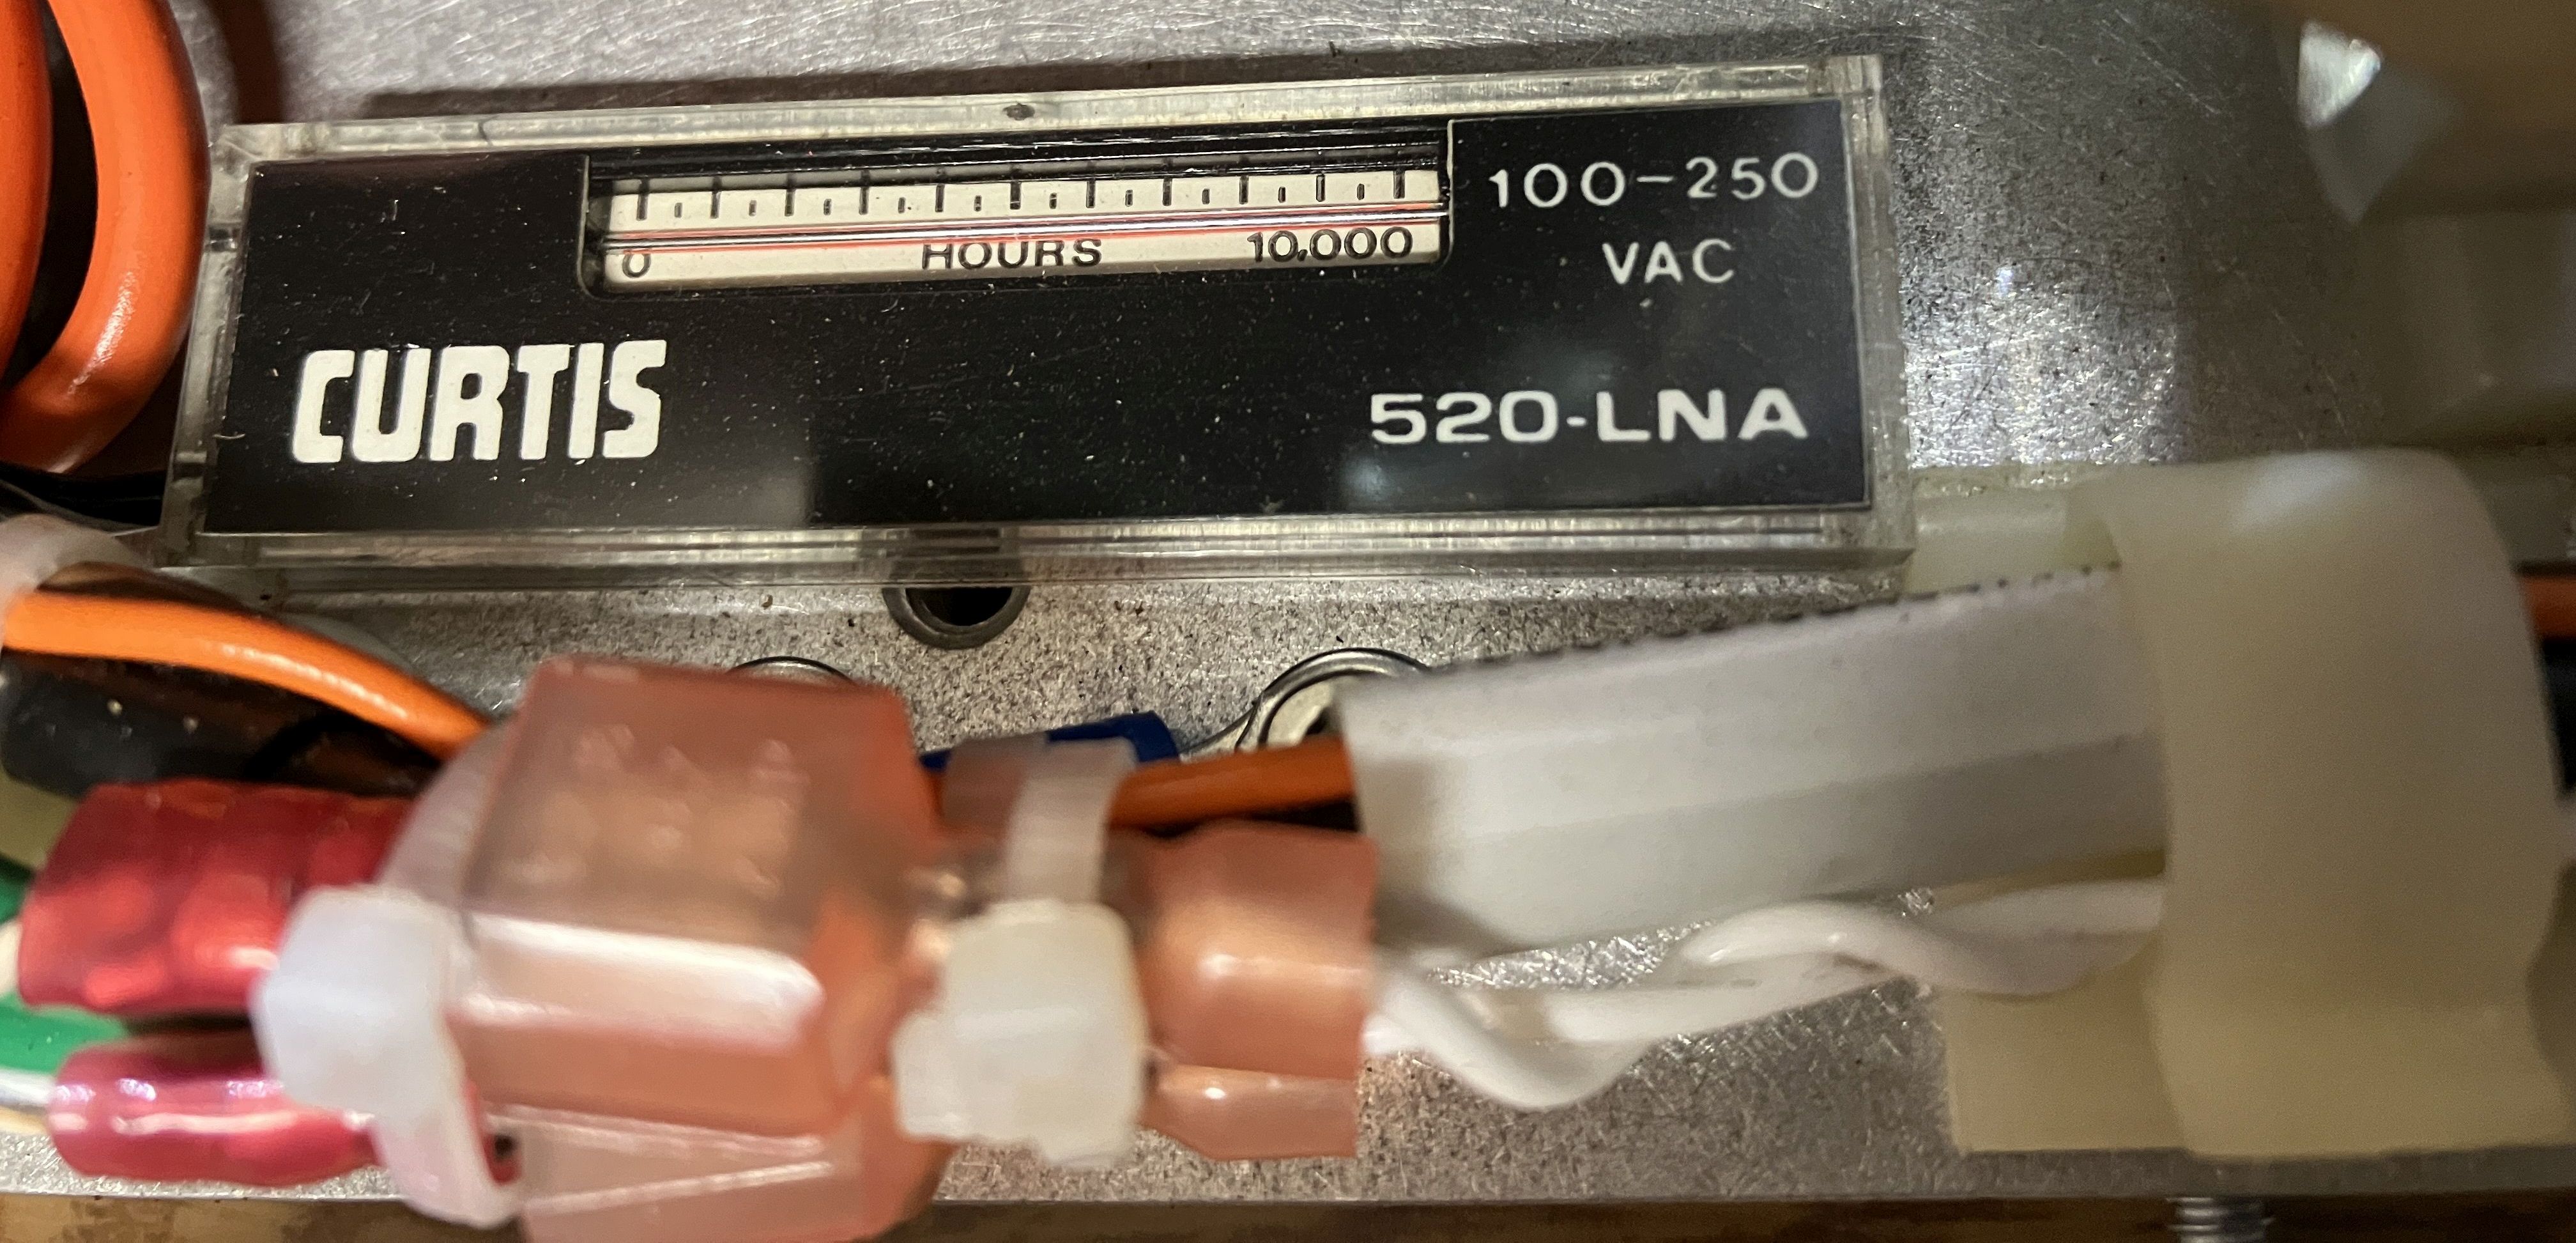 100-250
VAC
0 HOURS 10,000
CURTIS
520-LNA